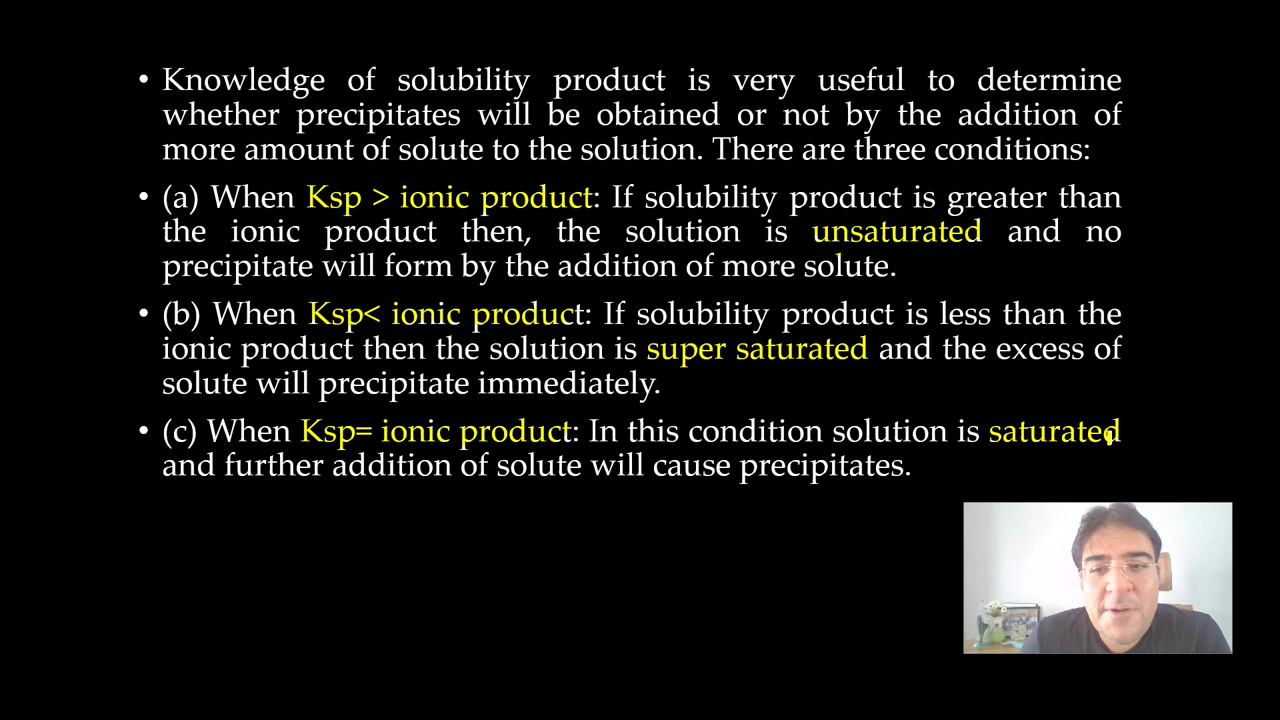 • Knowledge of solubility product is very useful to determine
whether precipitates will be obtained or not by the addition of
more amount of solute to the solution. There are three conditions:
• (a) When Ksp > ionic product: If solubility product is greater than
the ionic product then, the solution is unsaturated and no
precipitate will form by the addition of more solute.
• (b) When Ksp< ionic product: If solubility product is less than the
ionic product then the solution is super saturated and the excess of
solute will precipitate immediately.
• (c) When Ksp= ionic product: In this condition solution is saturated
and further addition of solute will cause precipitates.